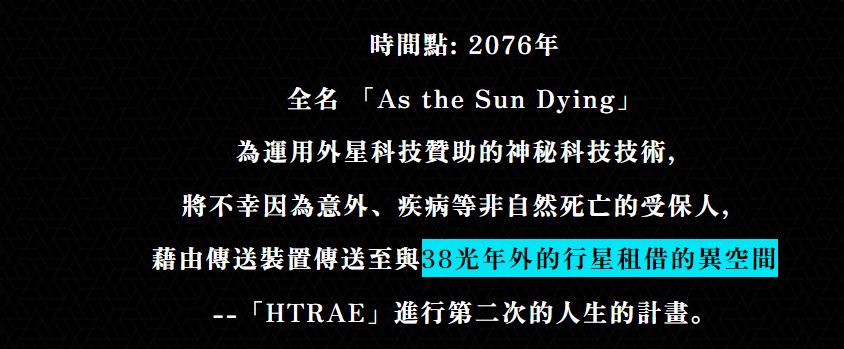 時間點: 2076年
全名 「As the Sun Dying」
為運用外星科技贊助的神秘科技技術,
將不幸因為意外、疾病等非自然死亡的受保人,
藉由傳送裝置傳送至與38光年外的行星租借的異空間
--「HTRAE」進行第二次的人生的計畫。